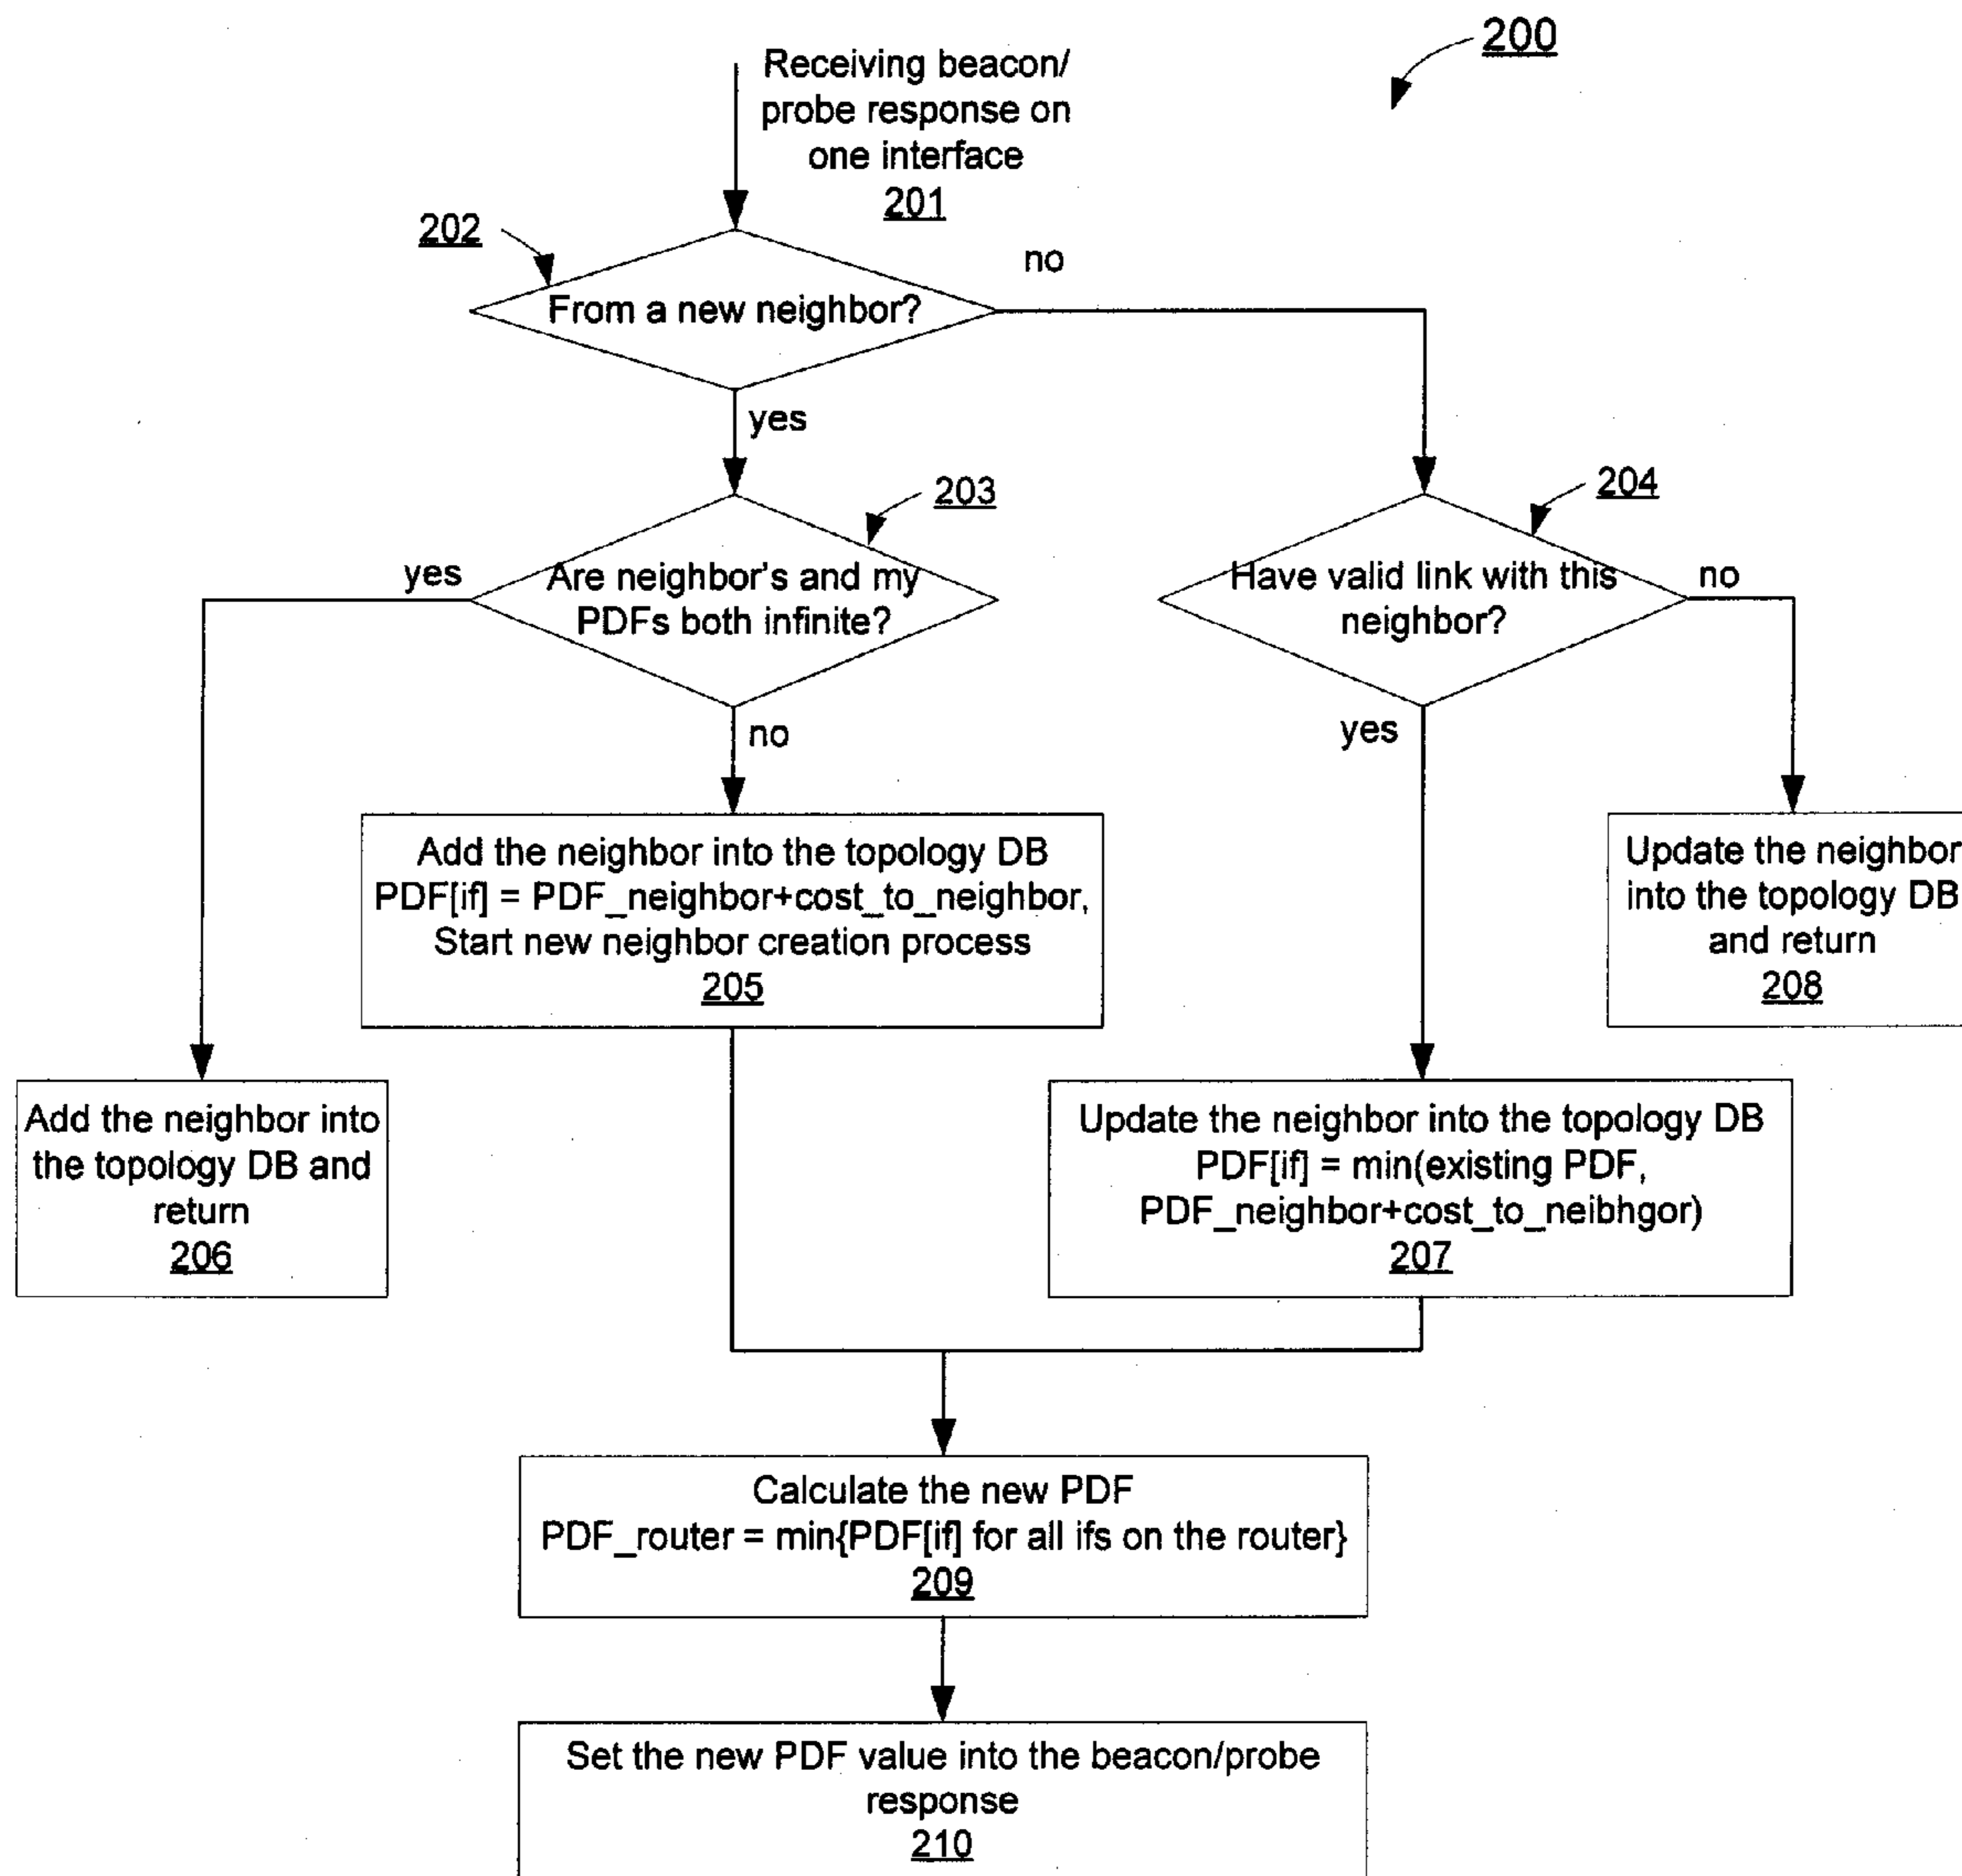 200
Receiving beacon/
probe response on
one interface
201
202
no
From a new neighbor?
yes
203
204
yes
Are neighbor's and my
PDFs both infinite?
Have valid link with this
neighbor?
no
no
yes
Add the neighbor into the topology DB
PDF[if] = PDF_neighbor+cost_to_neighbor,
Start new neighbor creation process
205
Update the neighbor
into the topology DB
and return
208
Add the neighbor into
the topology DB and
return
206
Update the neighbor into the topology DB
PDF[if] = min(existing PDF,
PDF_neighbor+cost_to_neibhgor)
207
Calculate the new PDF
PDF_router = min{PDF[if] for all ifs on the router}
209
Set the new PDF value into the beacon/probe
response
210